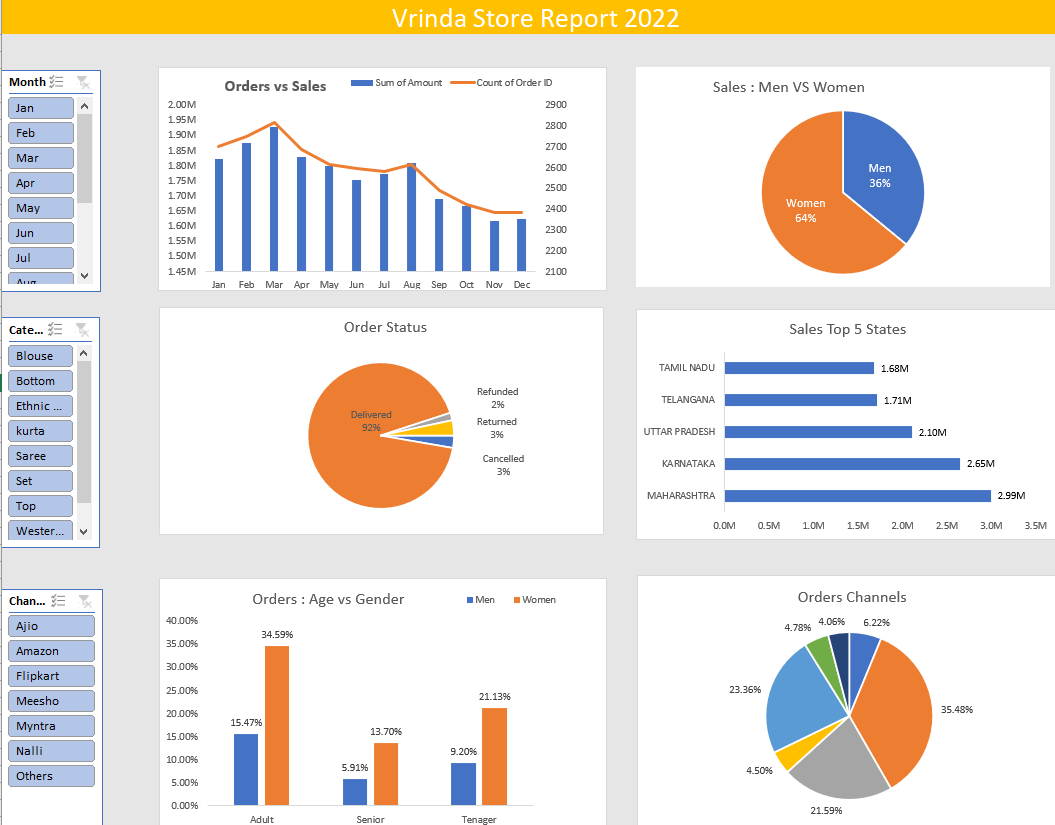 Vrinda Store Report 2022
Month
Jan
Feb
Mar
Apr
May
Jun
Jul
Aug
Orders vs Sales
Sum of Amount
Count of Order ID
2.00M
1.95M
1.90M
1.85M
1.80M
1.75M
1.70M
1.65M
1.60M
1.55M
1.50M
1.45M
2900
2800
2700
2600
2500
2400
2300
2200
2100
Jan Feb Mar Apr May Jun Jul Aug Sep Oct Nov Dec
Sales : Men VS Women
Men
36%
Women
64%
Cate...
Blouse
Bottom
Ethnic ...
kurta
Saree
Set
Top
Wester...
Order Status
Delivered
92%
Refunded
2%
Returned
3%
Cancelled
3%
Sales Top 5 States
TAMIL NADU 1.68M
TELANGANA 1.71M
UTTAR PRADESH 2.10M
KARNATAKA 2.65M
MAHARASHTRA 2.99M
0.0M 0.5M 1.0M 1.5M 2.0M 2.5M 3.0M 3.5M
Chan...
Ajio
Amazon
Flipkart
Meesho
Myntra
Nalli
Others
Orders : Age vs Gender
Men
Women
40.00%
35.00%
30.00%
25.00%
20.00%
15.00%
10.00%
5.00%
0.00%
15.47%
34.59%
5.91%
13.70%
9.20%
21.13%
Adult Senior Tenager
Orders Channels
4.78%
4.06%
6.22%
23.36%
35.48%
4.50%
21.59%